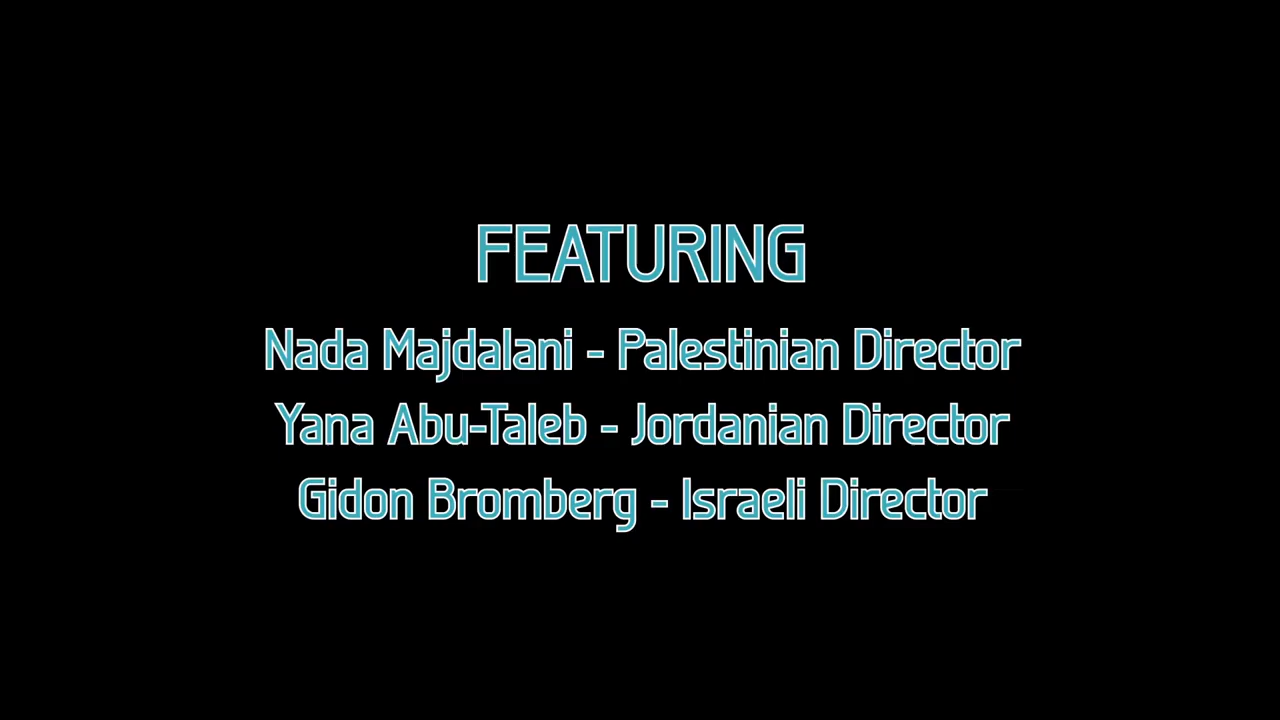 FEATURING
Nada Majdalani - Palestinian Director
Yana Abu-Taleb - Jordanian Director
Gidon Bromberg - Israeli Director